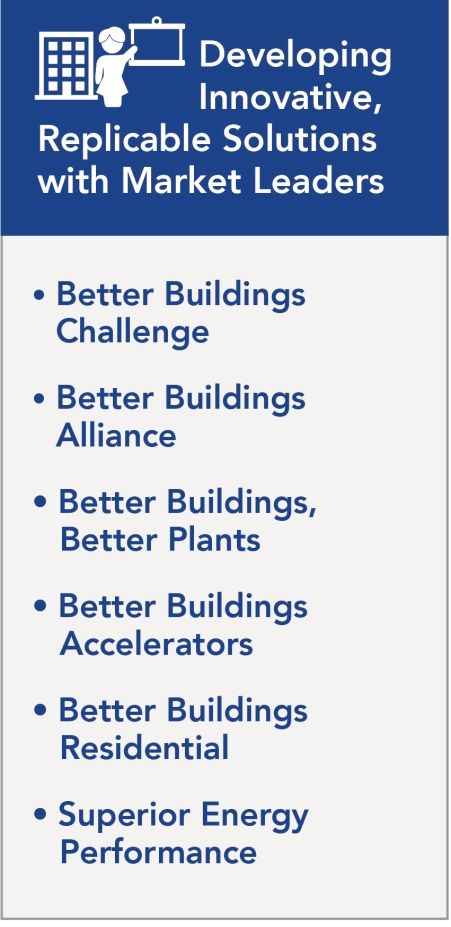 Developing
Innovative,
Replicable Solutions
with Market Leaders
• Better Buildings
Challenge
• Better Buildings
Alliance
• Better Buildings,
Better Plants
• Better Buildings
Accelerators
• Better Buildings
Residential
• Superior Energy
Performance